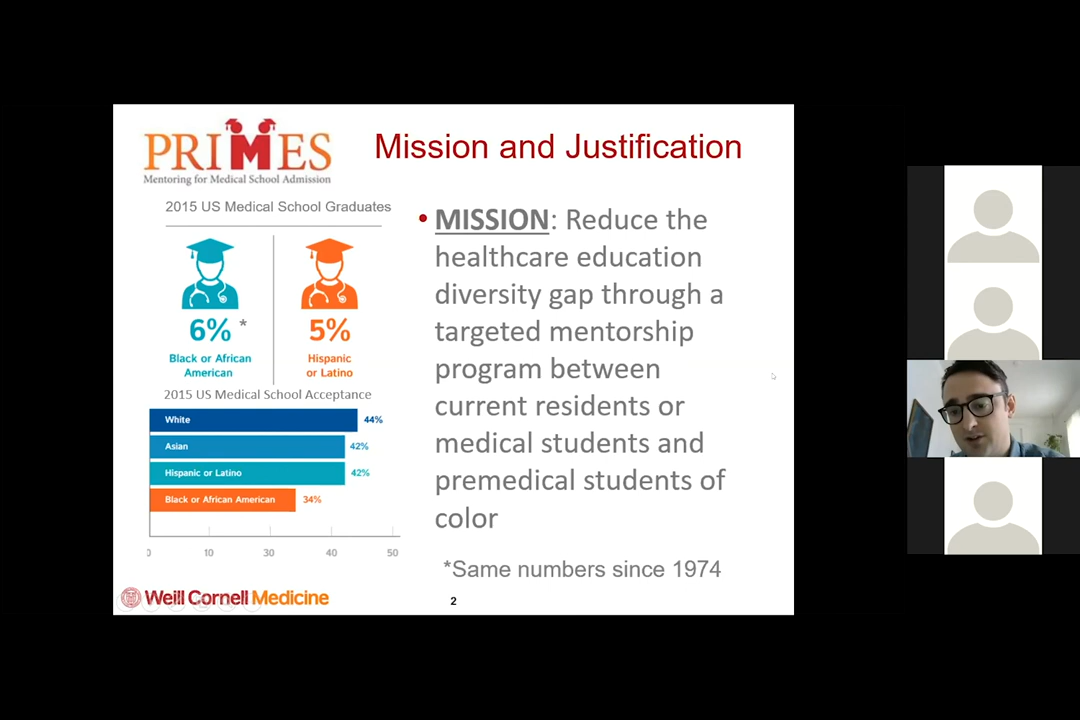 PRIMES
Mentoring for Medical School Admission
Mission and Justification
2015 US Medical School Graduates
6% *
Black or African
American
5%
Hispanic
or Latino
2015 US Medical School Acceptance
White 44%
Asian 42%
Hispanic or Latino 42%
Black or African American 34%
0 10 30 40 50
• MISSION: Reduce the
healthcare education
diversity gap through a
targeted mentorship
program between
current residents or
medical students and
premedical students of
color
*Same numbers since 1974
Weill Cornell Medicine
2